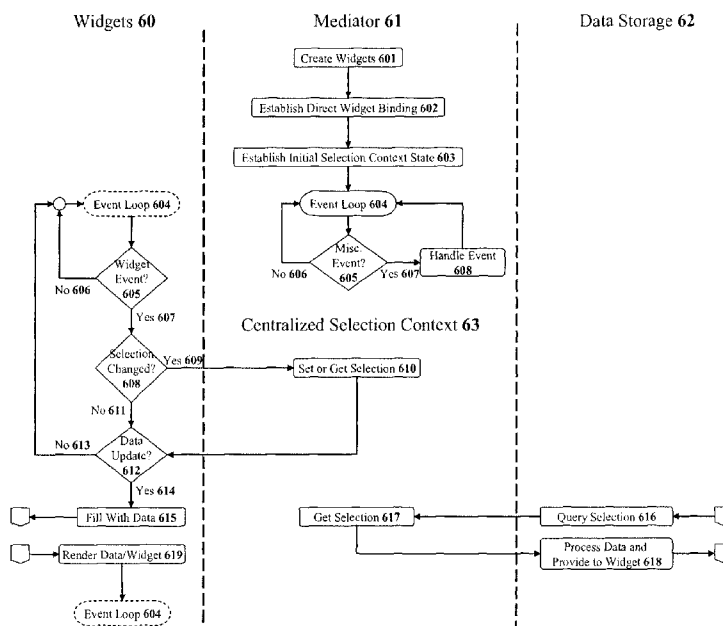 Widgets 60
Mediator 61
Data Storage 62
Create Widgets 601
Establish Direct Widget Binding 602
Establish Initial Selection Context State 603
Event Loop 604
Event Loop 604
Widget
Event?
605
No 606
Yes 607
Misc.
Event?
605
No 606
Yes 607
Handle Event
608
Centralized Selection Context 63
Selection
Changed?
608
Yes 609
Set or Get Selection 610
No 611
Data
Update?
612
No 613
Yes 614
Fill With Data 615
Get Selection 617
Query Selection 616
Render Data/Widget 619
Process Data and
Provide to Widget 618
Event Loop 604